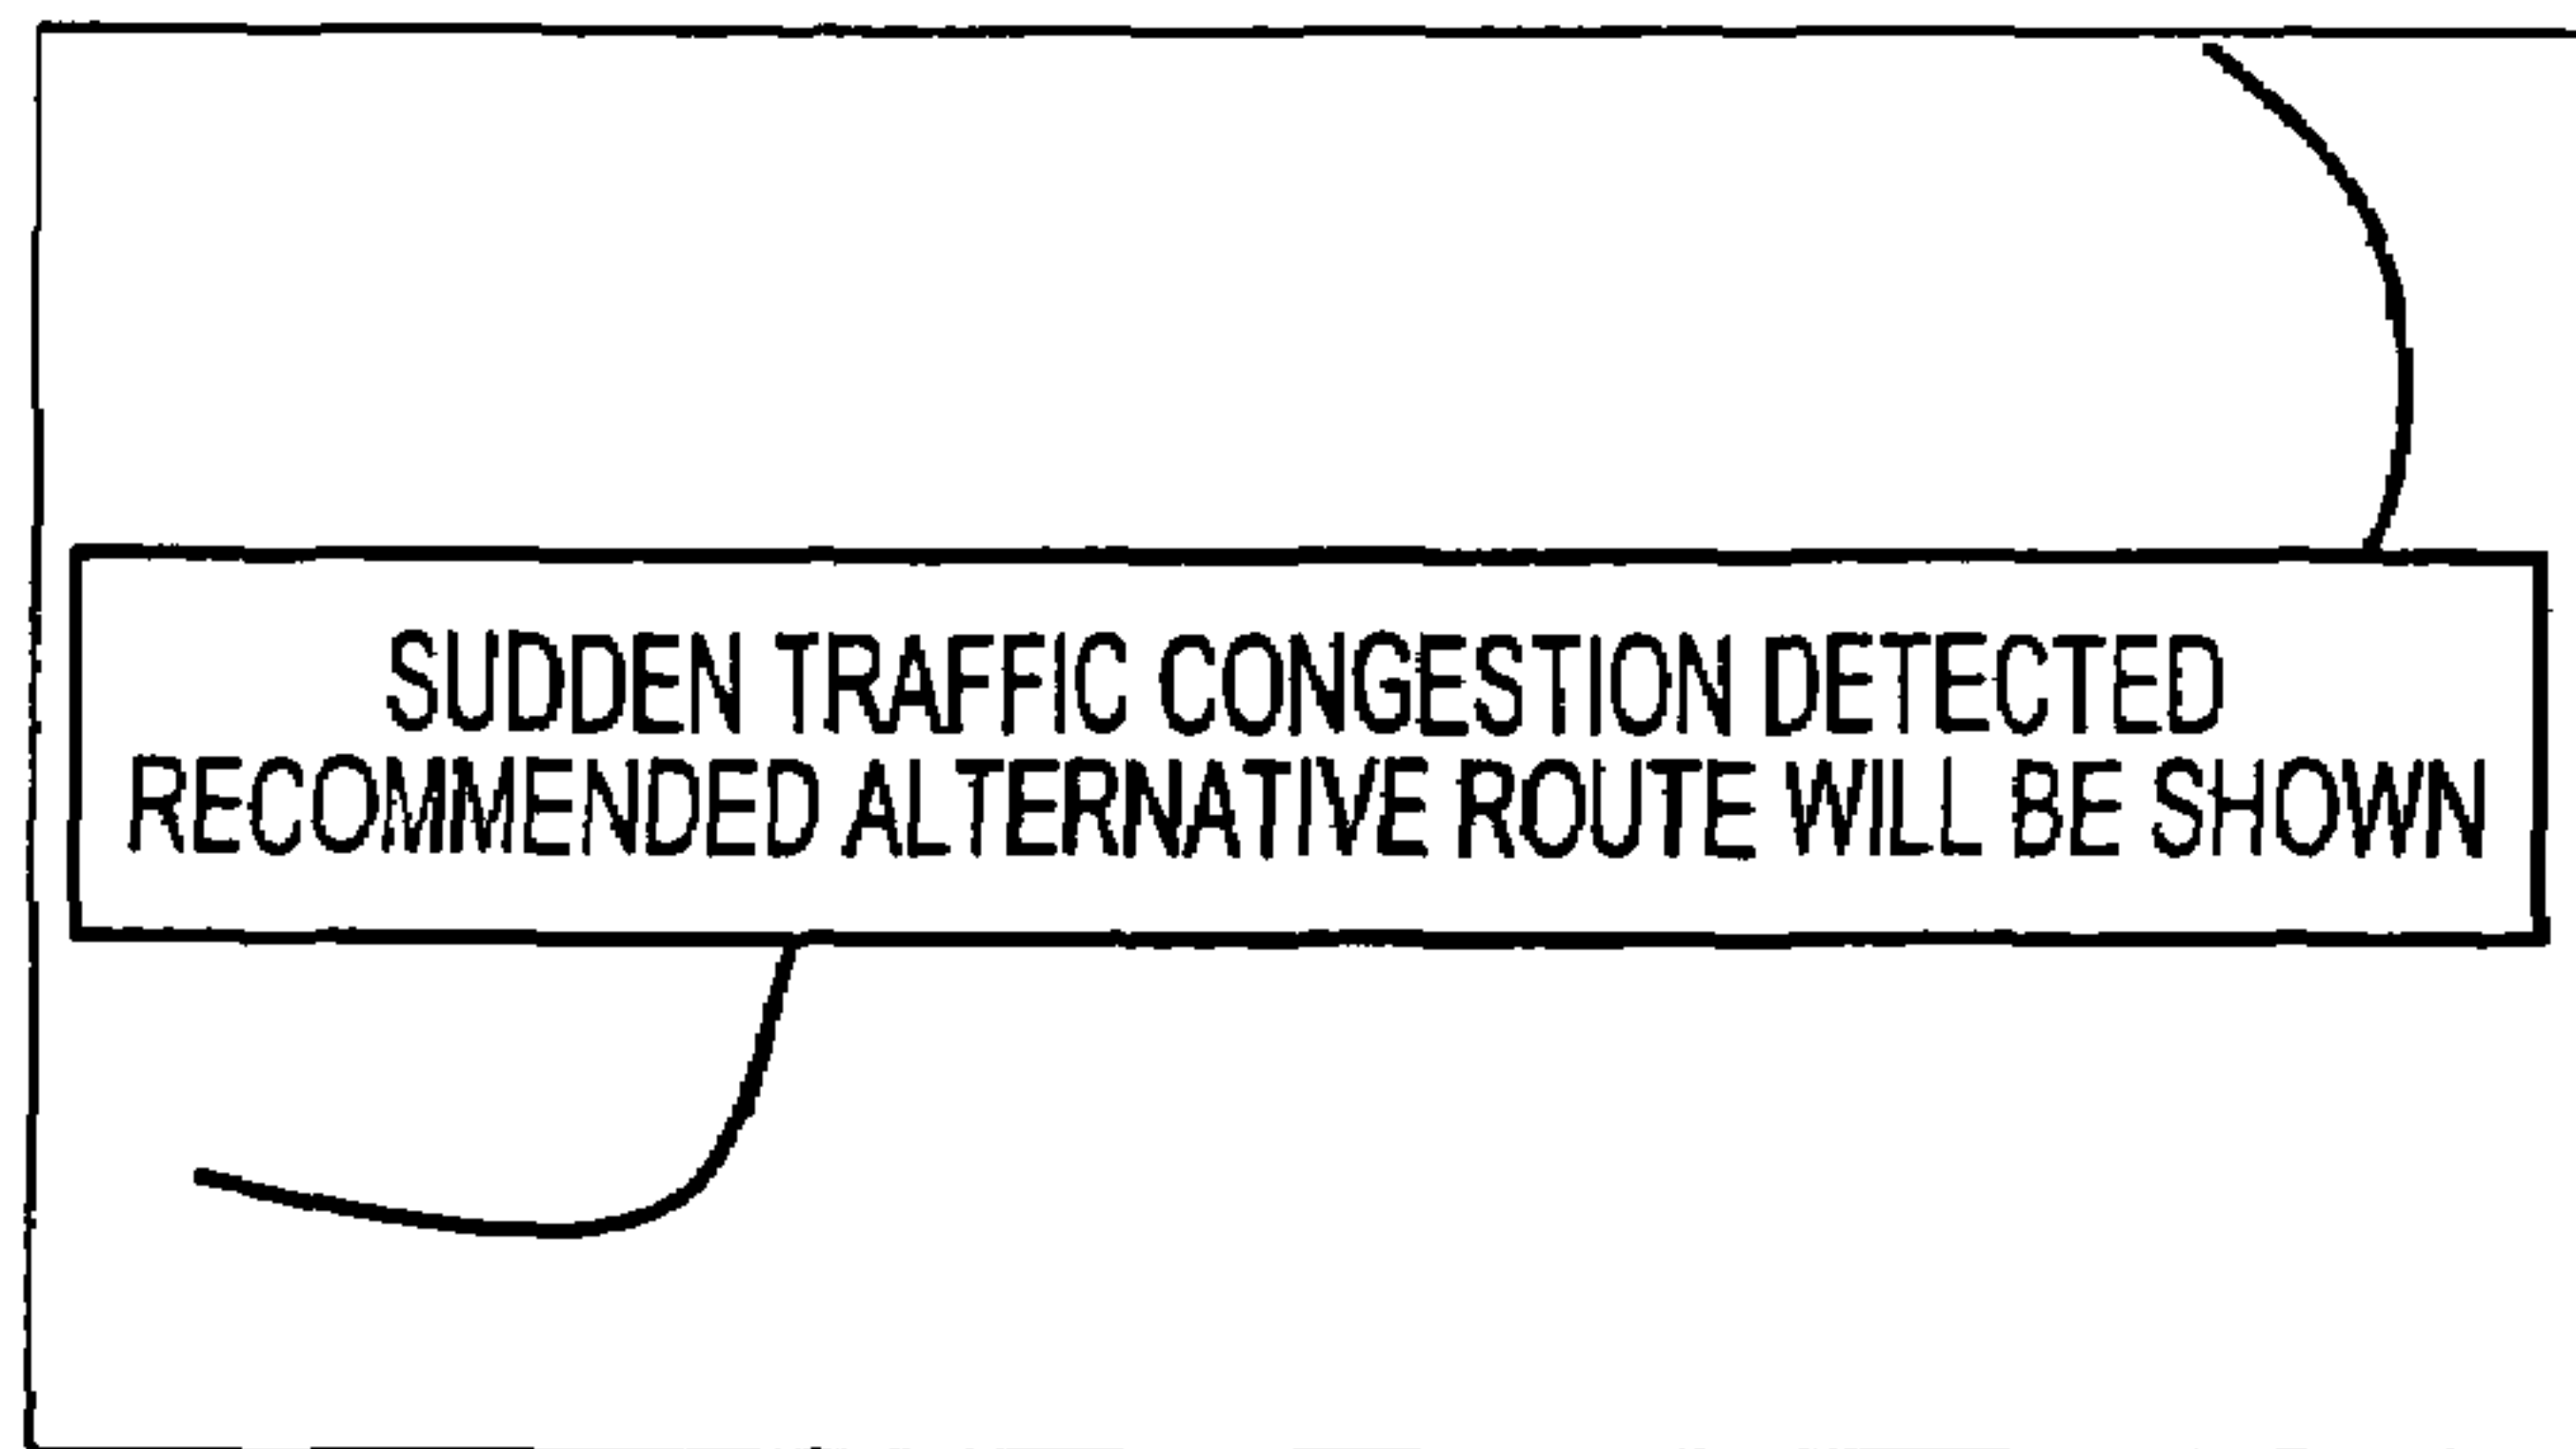 SUDDEN TRAFFIC CONGESTION DETECTED
RECOMMENDED ALTERNATIVE ROUTE WILL BE SHOWN